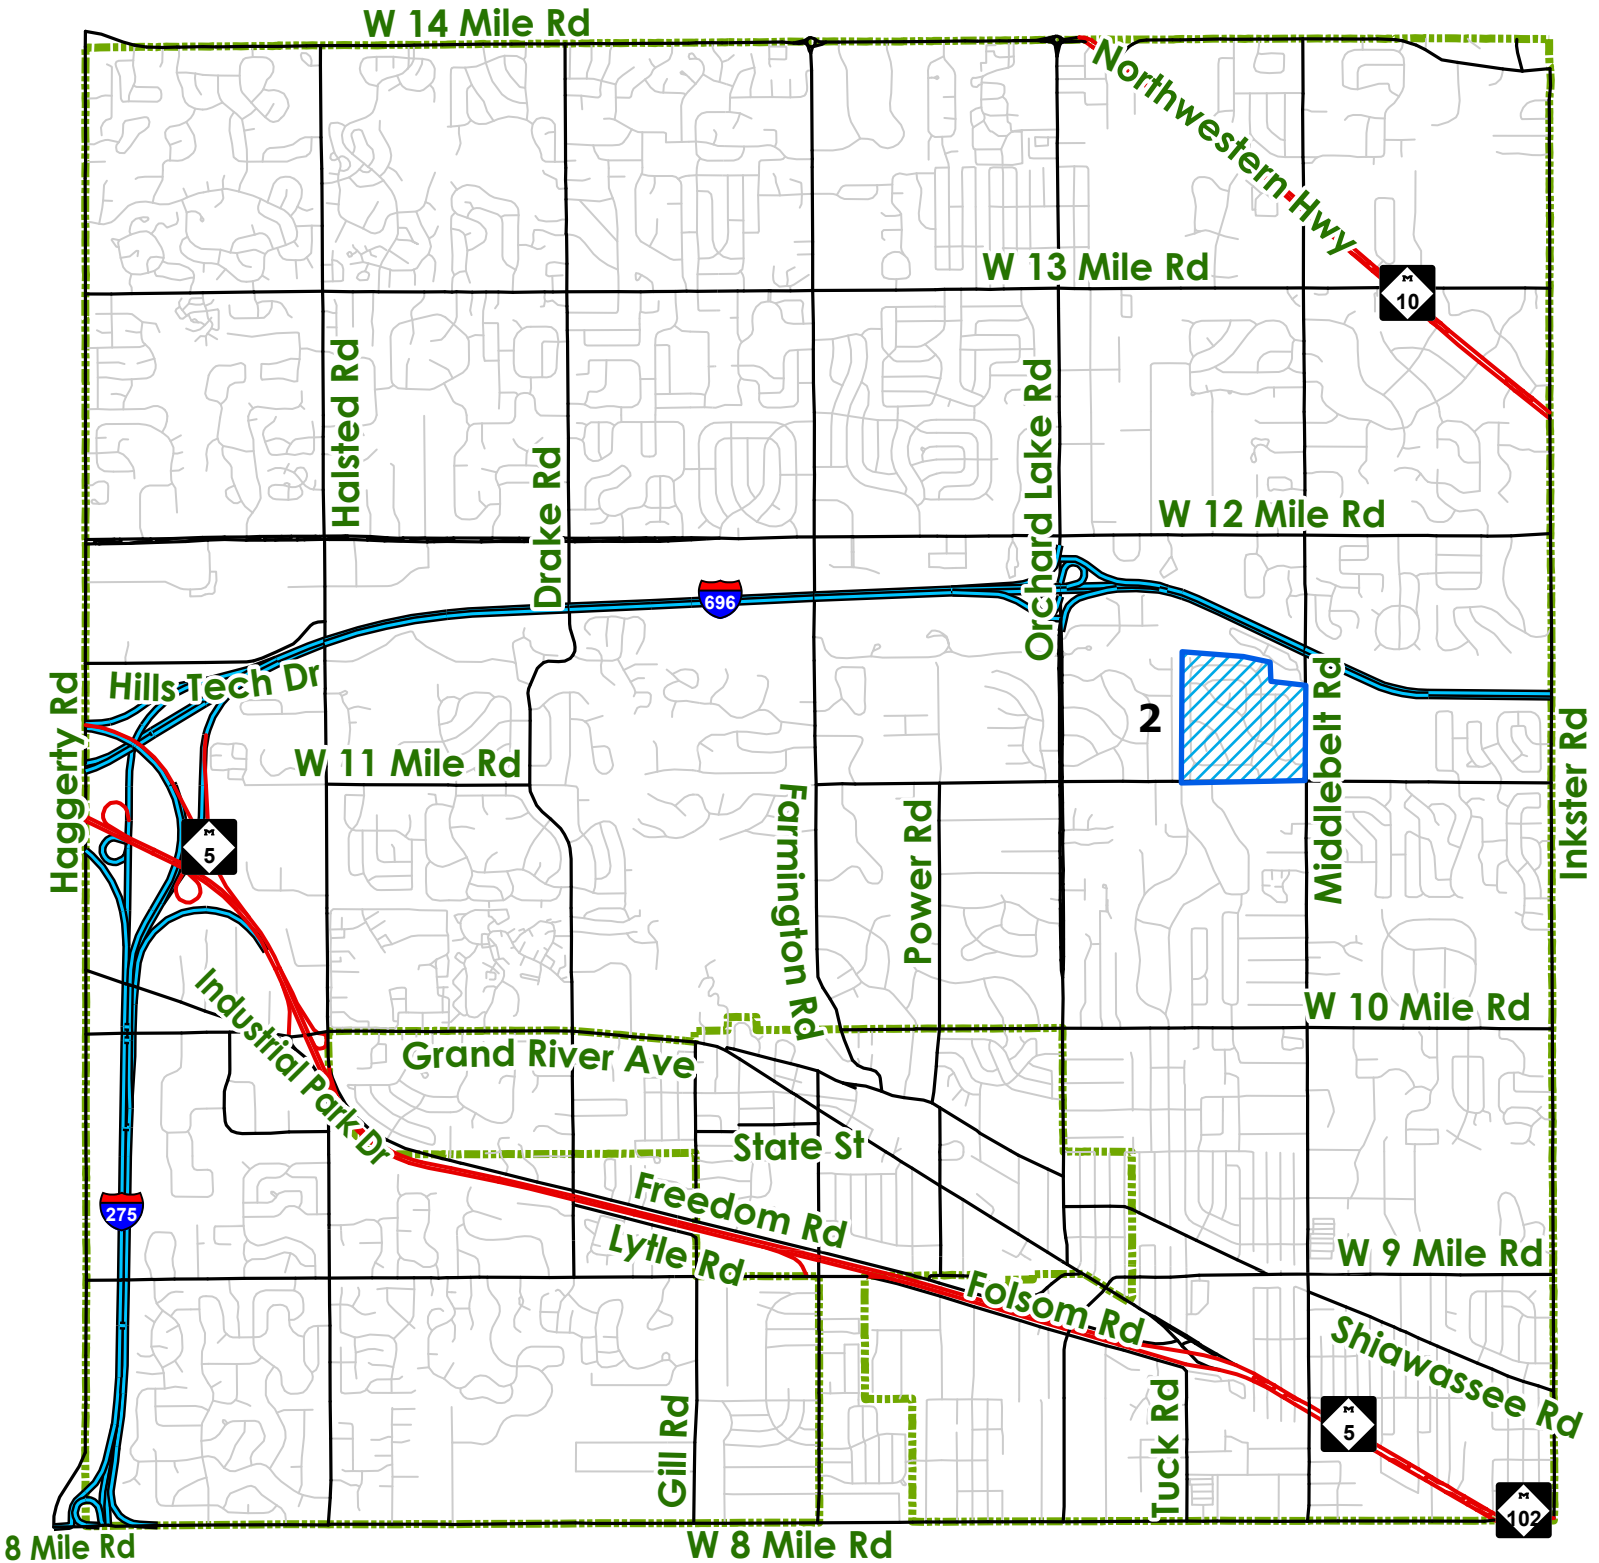 W 14 Mile Rd
Northwestern Hwy
W 13 Mile Rd
M
10
Halsted Rd
Orchard Lake Rd
Drake Rd
W 12 Mile Rd
696
Hills Tech Dr
Haggerty Rd
2
Middlebelt Rd
Inkster Rd
W 11 Mile Rd
Farmington Rd
Power Rd
M
5
Industrial Park Dr
W 10 Mile Rd
Grand River Ave
State St
Freedom Rd
275
Lytle Rd
W 9 Mile Rd
Folsom Rd
Shiawassee Rd
Gill Rd
Tuck Rd
M
5
M
102
8 Mile Rd
W 8 Mile Rd